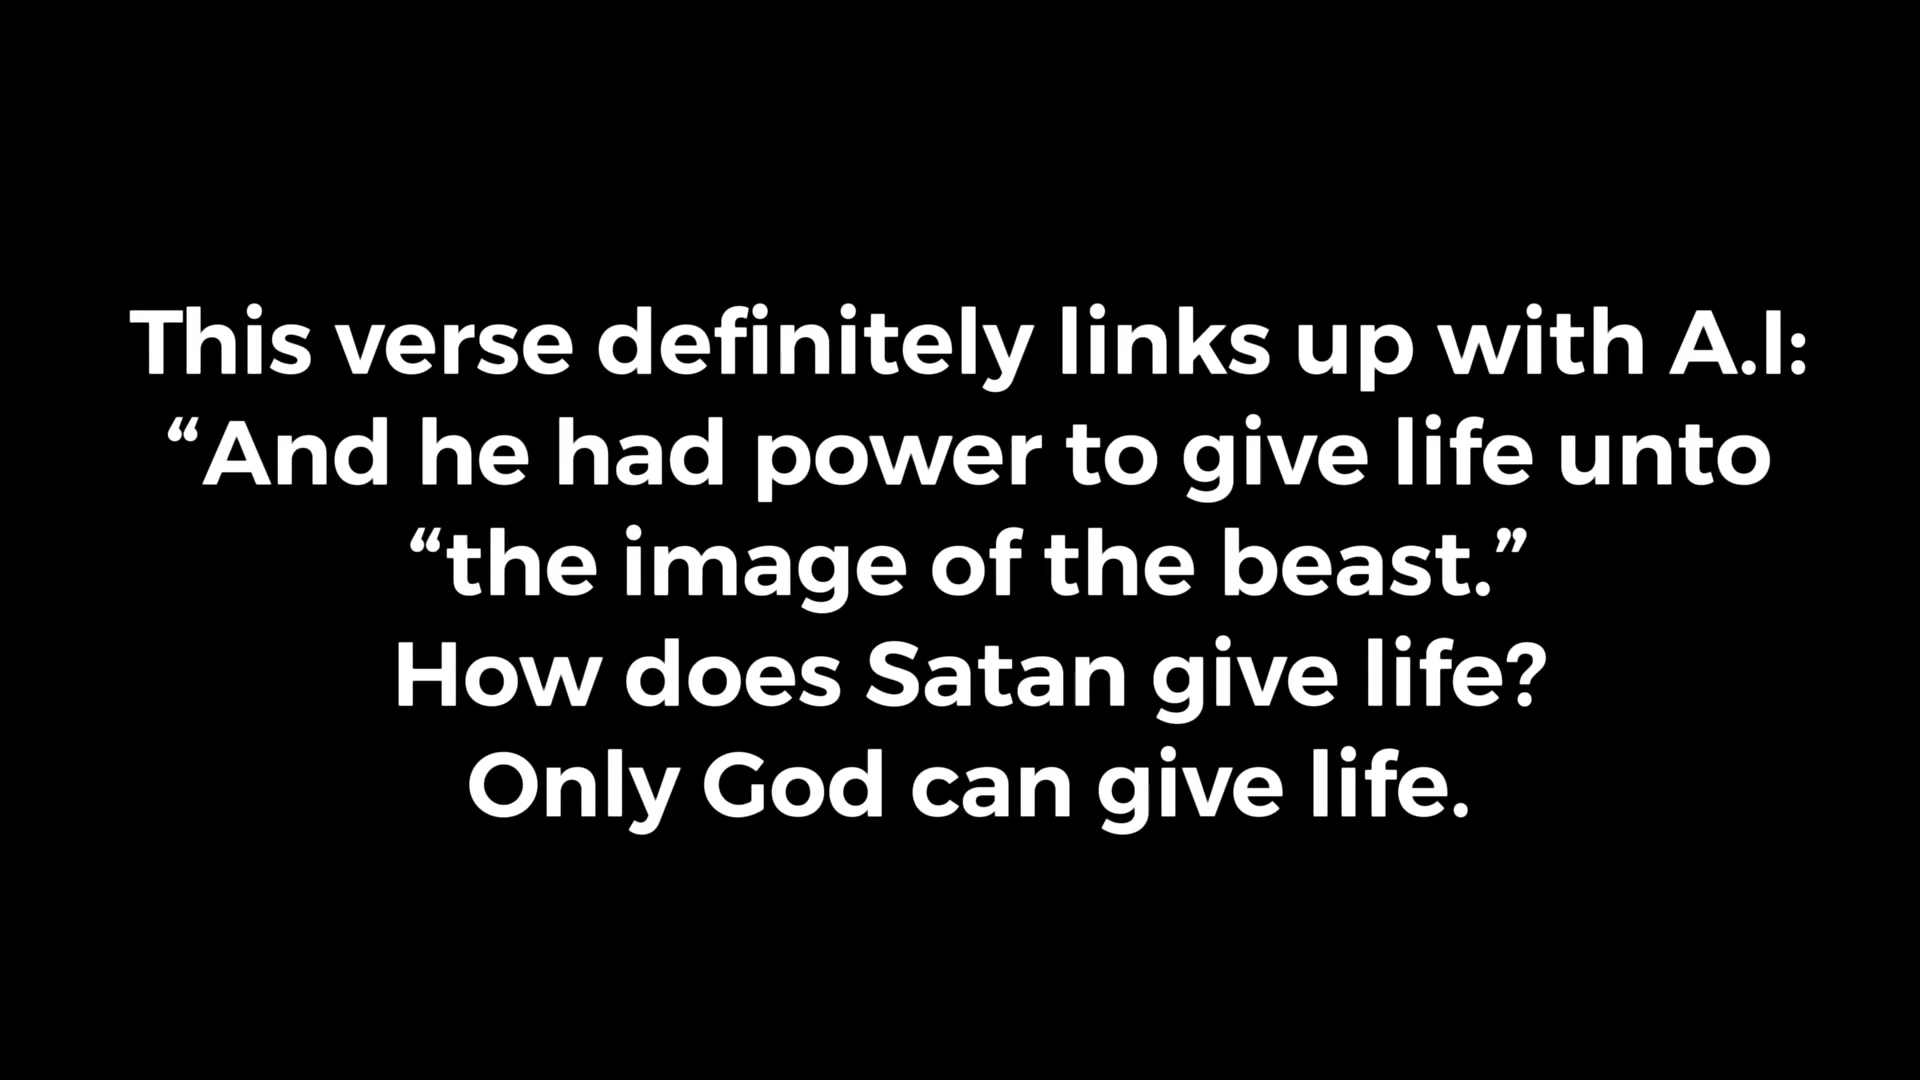 This verse definitely links up with A.I:
“And he had power to give life unto
“the image of the beast.”
How does Satan give life?
Only God can give life.